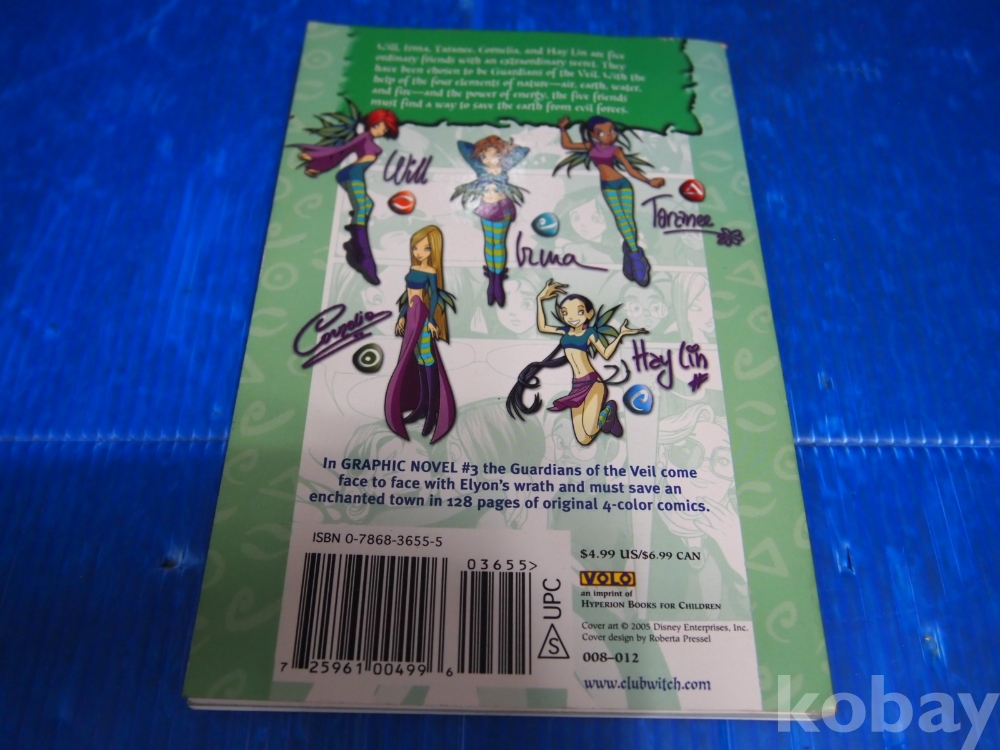 Will, Irma, Taranee, Cornelia, and Hay Lin are five
ordinary friends with an extraordinary secret. They
have been chosen to be Guardians of the Veil. With the
help of the four elements of nature—air, earth, water,
and fire—and the power of energy, the five friends
must find a way to save the earth from evil forces.
Will
Irma
Taranee
Cornelia
Hay Lin
In GRAPHIC NOVEL #3 the Guardians of the Veil come
face to face with Elyon's wrath and must save an
enchanted town in 128 pages of original 4-color comics.
ISBN 0-7868-3655-5
03655>
UPC
S
7 25961 00499 6
$4.99 US/$6.99 CAN
VOLO
an imprint of
HYPERION BOOKS FOR CHILDREN
Cover art © 2005 Disney Enterprises, Inc.
Cover design by Roberta Pressel
008–012
www.clubwitch.com
kobay